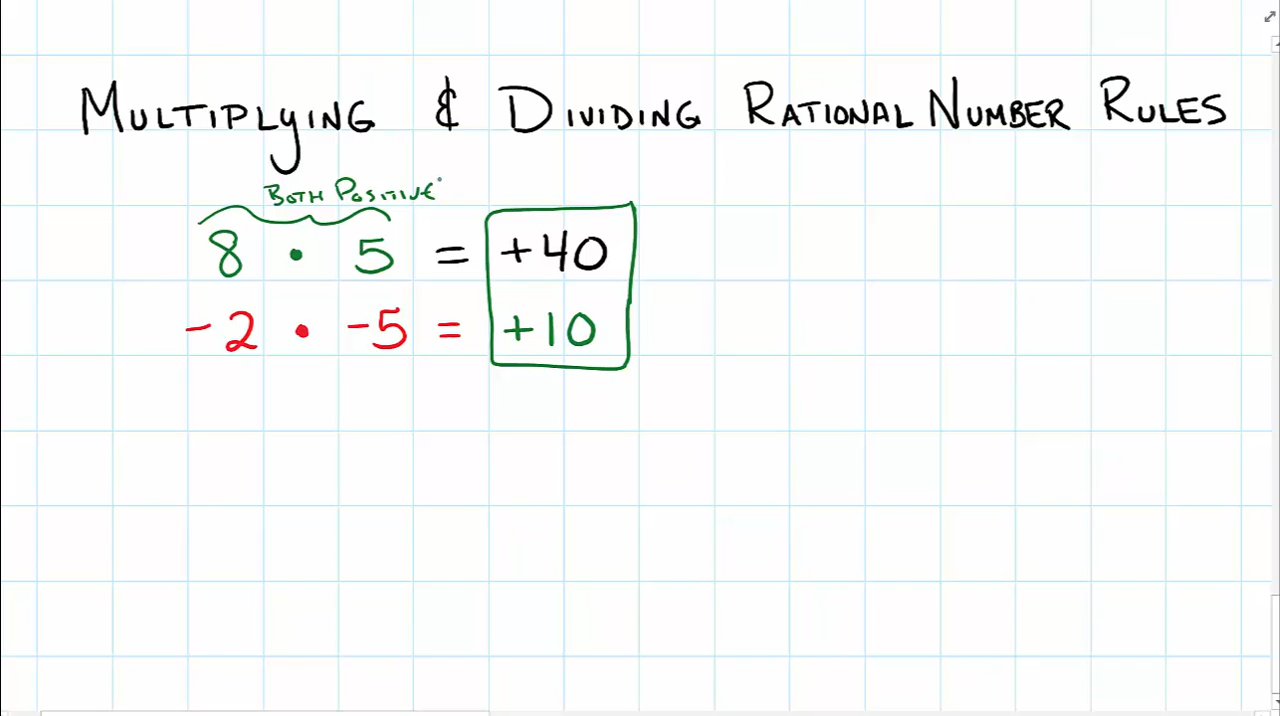 MULTIPLYING & DIVIDING RATIONAL NUMBER RULES
BOTH POSITIVE
8 • 5 = +40
-2 • -5 = +10